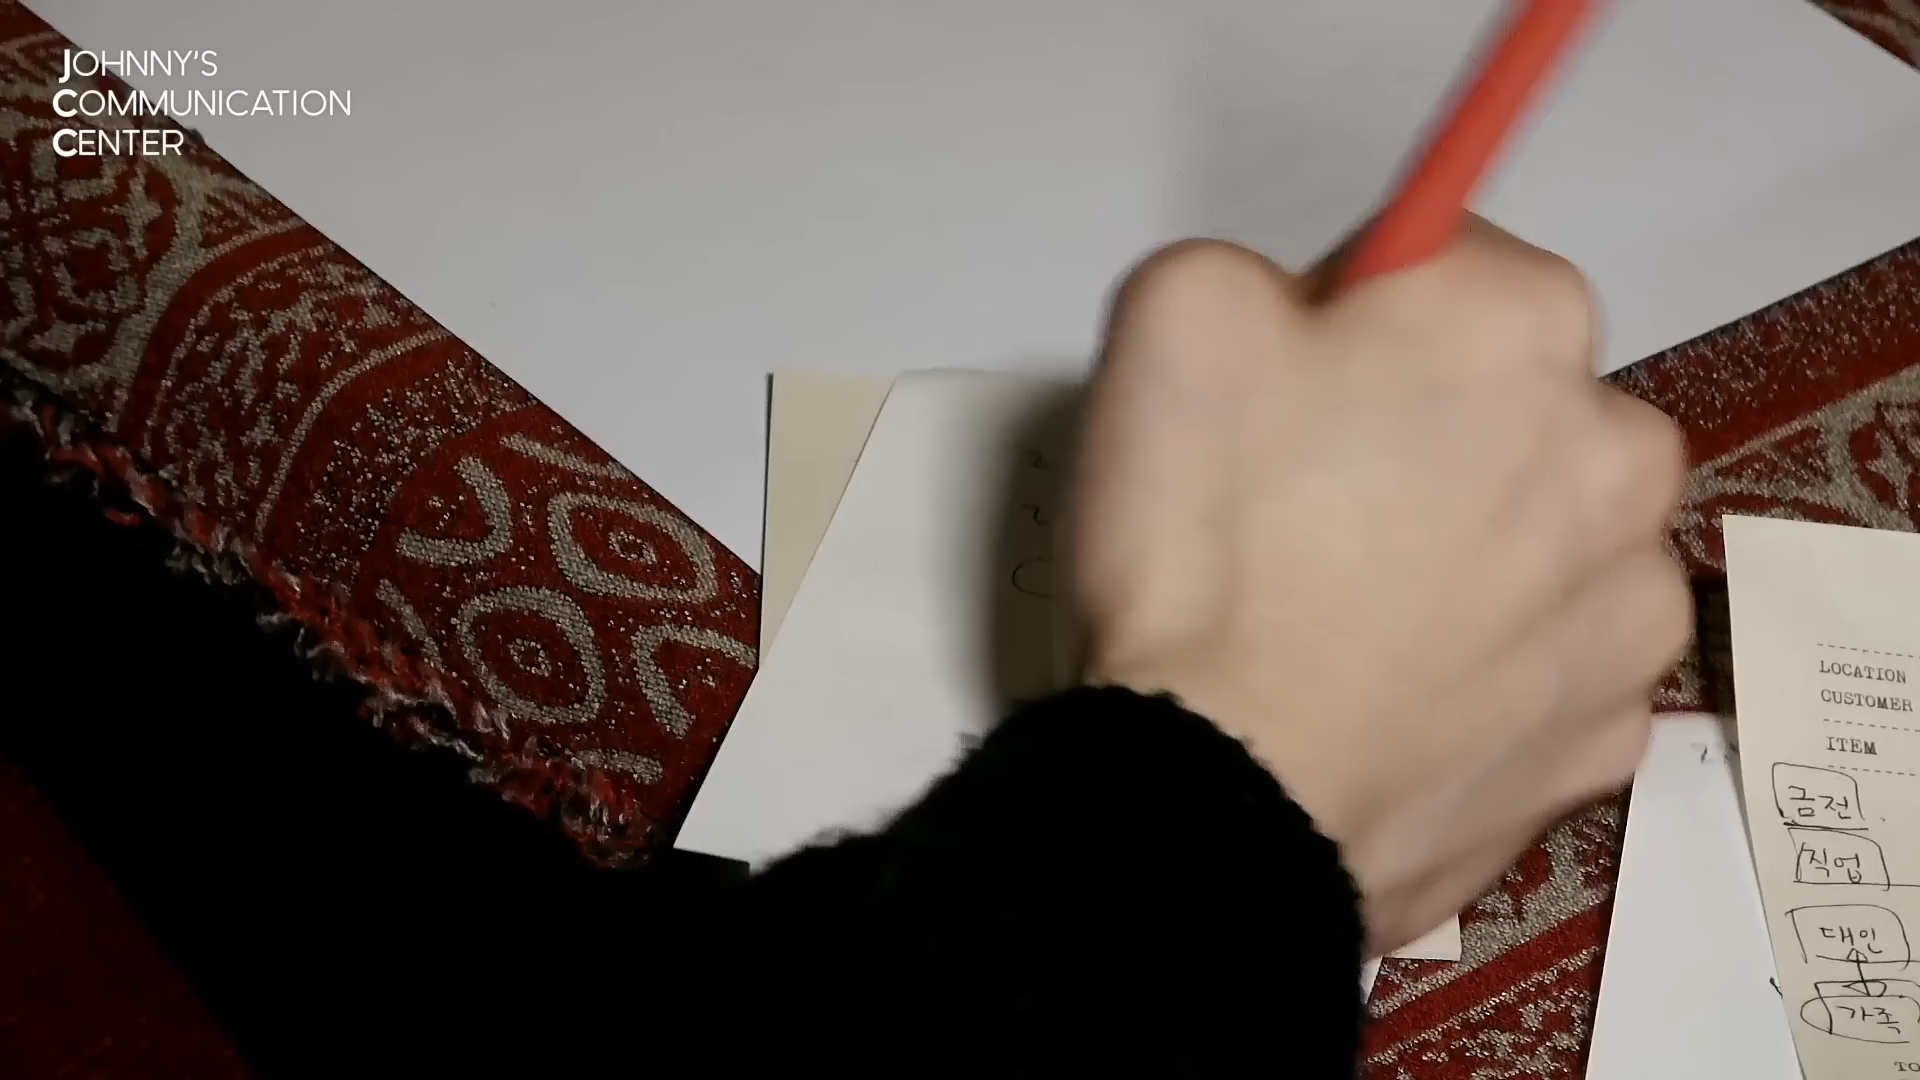 JOHNNY'S
COMMUNICATION
CENTER
LOCATION
CUSTOMER
ITEM
금전
직업
대인
가족